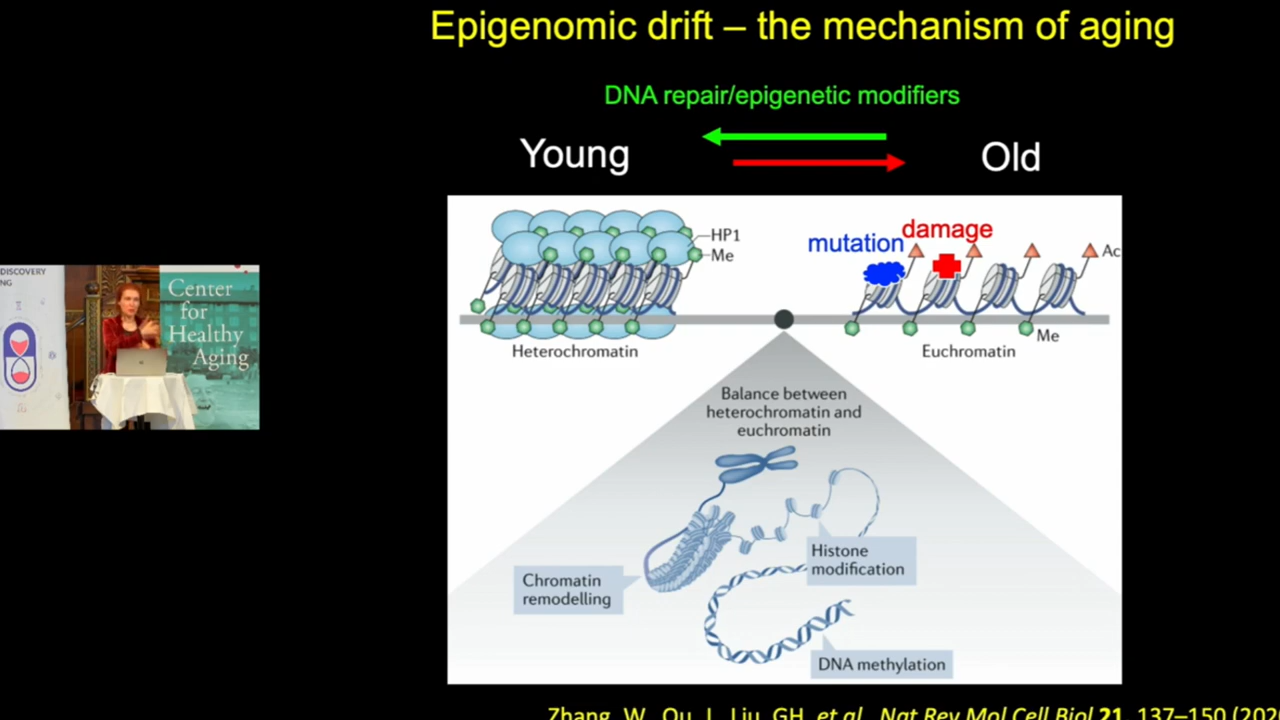 Epigenomic drift – the mechanism of aging
DNA repair/epigenetic modifiers
Young
Old
HP1
Me
mutation
damage
Ac
Me
Heterochromatin
Euchromatin
Balance between
heterochromatin and
euchromatin
Histone
modification
Chromatin
remodelling
DNA methylation
DISCOVERY
NG
Center
for
Healthy
Aging
Zhang, W., Qu, J., Liu, GH. et al. Nat Rev Mol Cell Biol 21, 137–150 (202